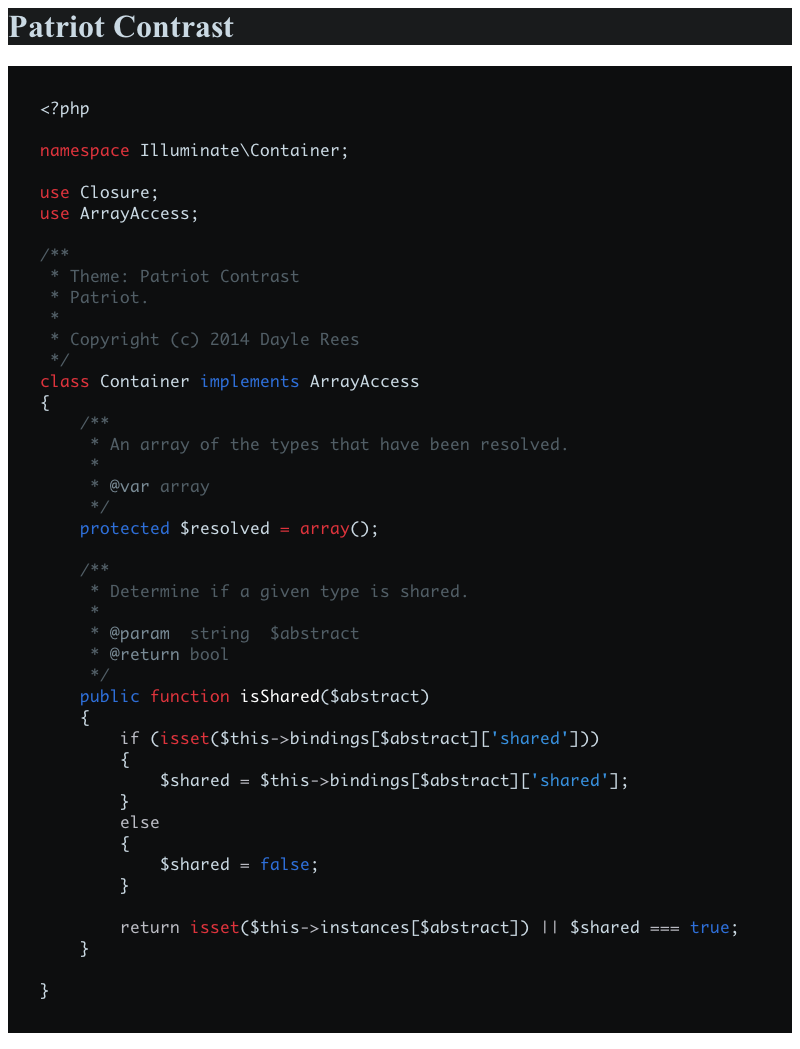 Patriot Contrast
<?php
namespace Illuminate\Container;
use Closure;
use ArrayAccess;
/**
 * Theme: Patriot Contrast
 * Patriot.
 *
 * Copyright (c) 2014 Dayle Rees
 */
class Container implements ArrayAccess
{
    /**
     * An array of the types that have been resolved.
     *
     * @var array
     */
    protected $resolved = array();
    /**
     * Determine if a given type is shared.
     *
     * @param  string  $abstract
     * @return bool
     */
    public function isShared($abstract)
    {
        if (isset($this->bindings[$abstract]['shared']))
        {
            $shared = $this->bindings[$abstract]['shared'];
        }
        else
        {
            $shared = false;
        }
        return isset($this->instances[$abstract]) || $shared === true;
    }
}